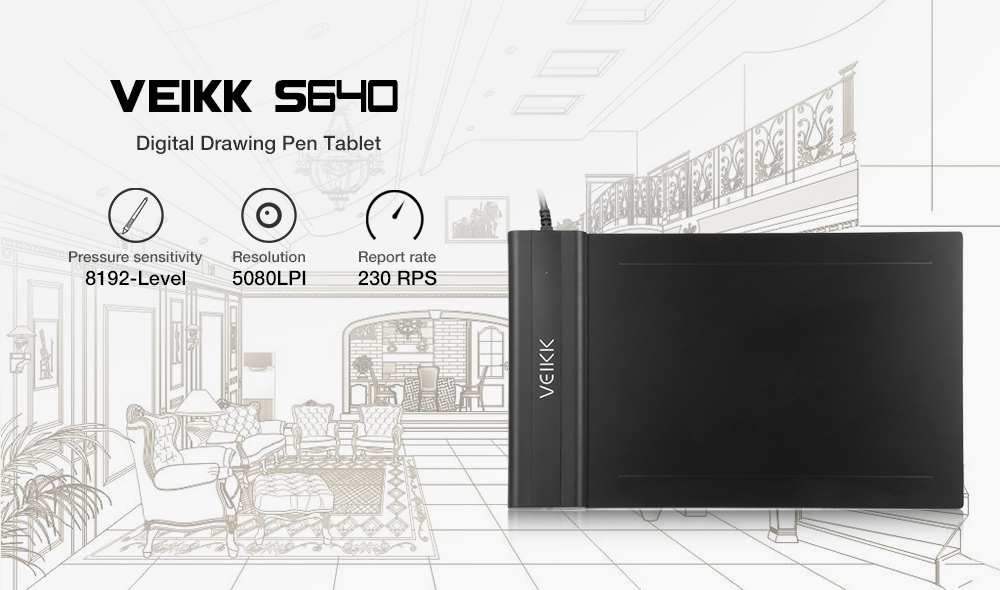 VEIKK S640
Digital Drawing Pen Tablet
Pressure sensitivity
8192-Level
Resolution
5080LPI
Report rate
230 RPS
VEIKK